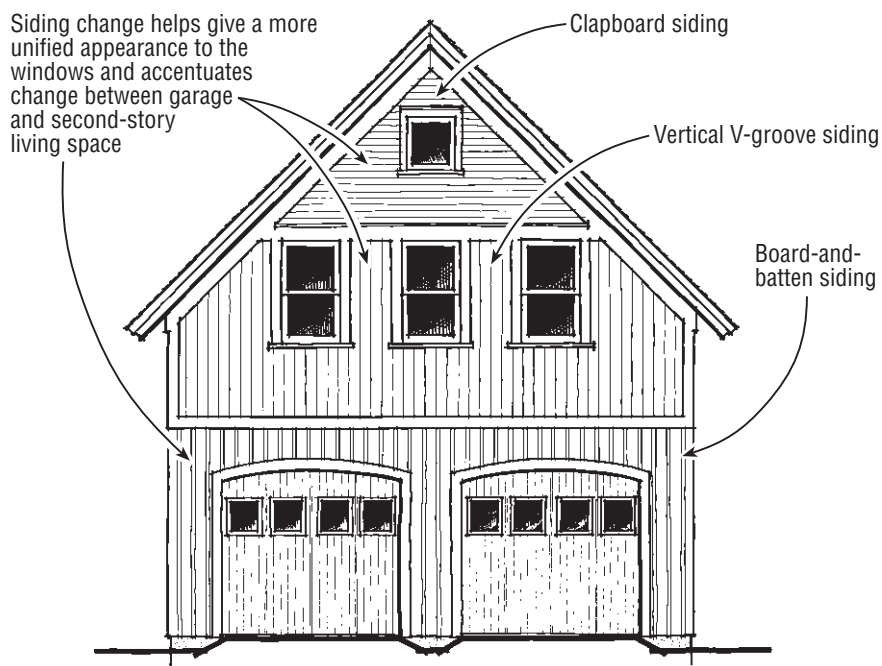 Siding change helps give a more
unified appearance to the
windows and accentuates
change between garage
and second-story
living space
Clapboard siding
Vertical V-groove siding
Board-and-
batten siding